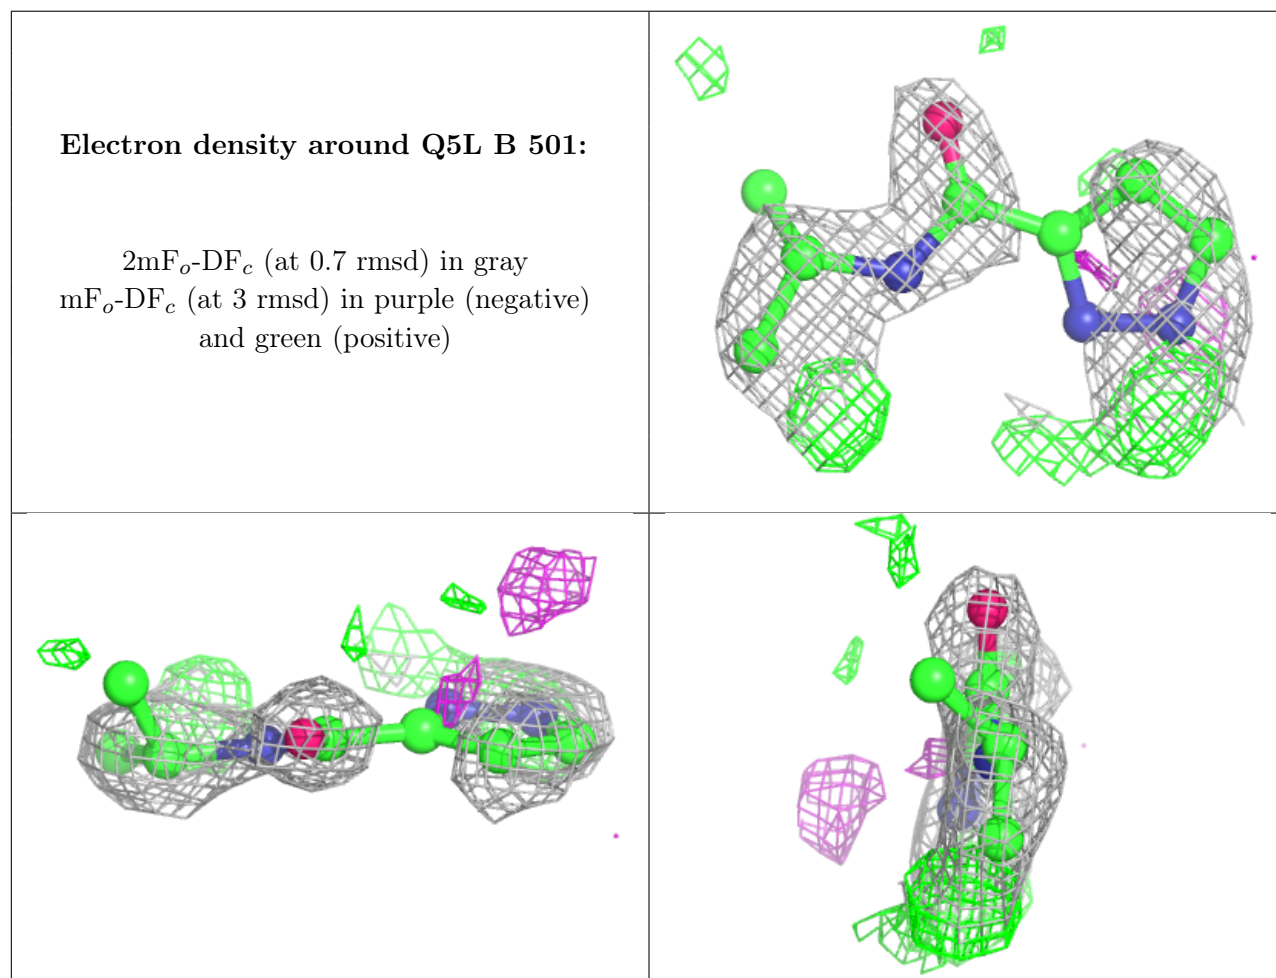 Electron density around Q5L B 501:
2mFo-DFc (at 0.7 rmsd) in gray
mFo-DFc (at 3 rmsd) in purple (negative)
and green (positive)